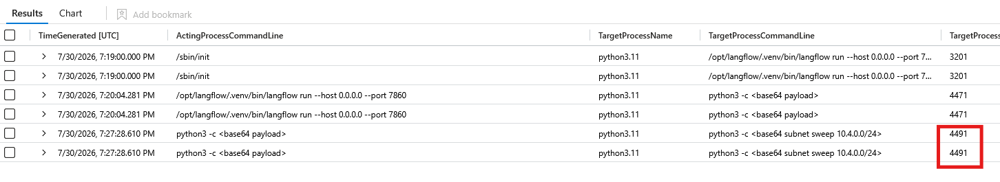 Results Chart Add bookmark
TimeGenerated [UTC] ActingProcessCommandLine TargetProcessName TargetProcessCommandLine TargetProcess
7/30/2026, 7:19:00.000 PM /sbin/init python3.11 /opt/langflow/.venv/bin/langflow run --host 0.0.0.0 --port 7... 3201
7/30/2026, 7:19:00.000 PM /sbin/init python3.11 /opt/langflow/.venv/bin/langflow run --host 0.0.0.0 --port 7... 3201
7/30/2026, 7:20:04.281 PM /opt/langflow/.venv/bin/langflow run --host 0.0.0.0 --port 7860 python3.11 python3 -c <base64 payload> 4471
7/30/2026, 7:20:04.281 PM /opt/langflow/.venv/bin/langflow run --host 0.0.0.0 --port 7860 python3.11 python3 -c <base64 payload> 4471
7/30/2026, 7:27:28.610 PM python3 -c <base64 payload> python3.11 python3 -c <base64 subnet sweep 10.4.0.0/24> 4491
7/30/2026, 7:27:28.610 PM python3 -c <base64 payload> python3.11 python3 -c <base64 subnet sweep 10.4.0.0/24> 4491